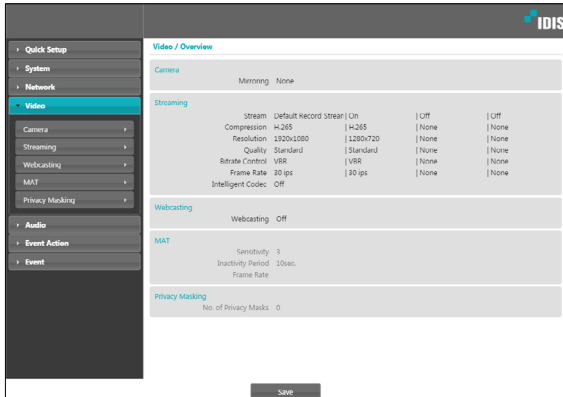 IDIS
Quick Setup
System
Network
Video
Camera
Streaming
Webcasting
MAT
Privacy Masking
Audio
Event Action
Event
Video / Overview
Camera
Mirroring None
Streaming
Stream Default Record Strear | On | Off | Off
Compression H.265 | H.265 | None | None
Resolution 1920x1080 | 1280x720 | None | None
Quality Standard | Standard | None | None
Bitrate Control VBR | VBR | None | None
Frame Rate 30 ips | 30 ips | None | None
Intelligent Codec Off
Webcasting
Webcasting Off
MAT
Sensitivity 3
Inactivity Period 10sec.
Frame Rate
Privacy Masking
No. of Privacy Masks 0
Save